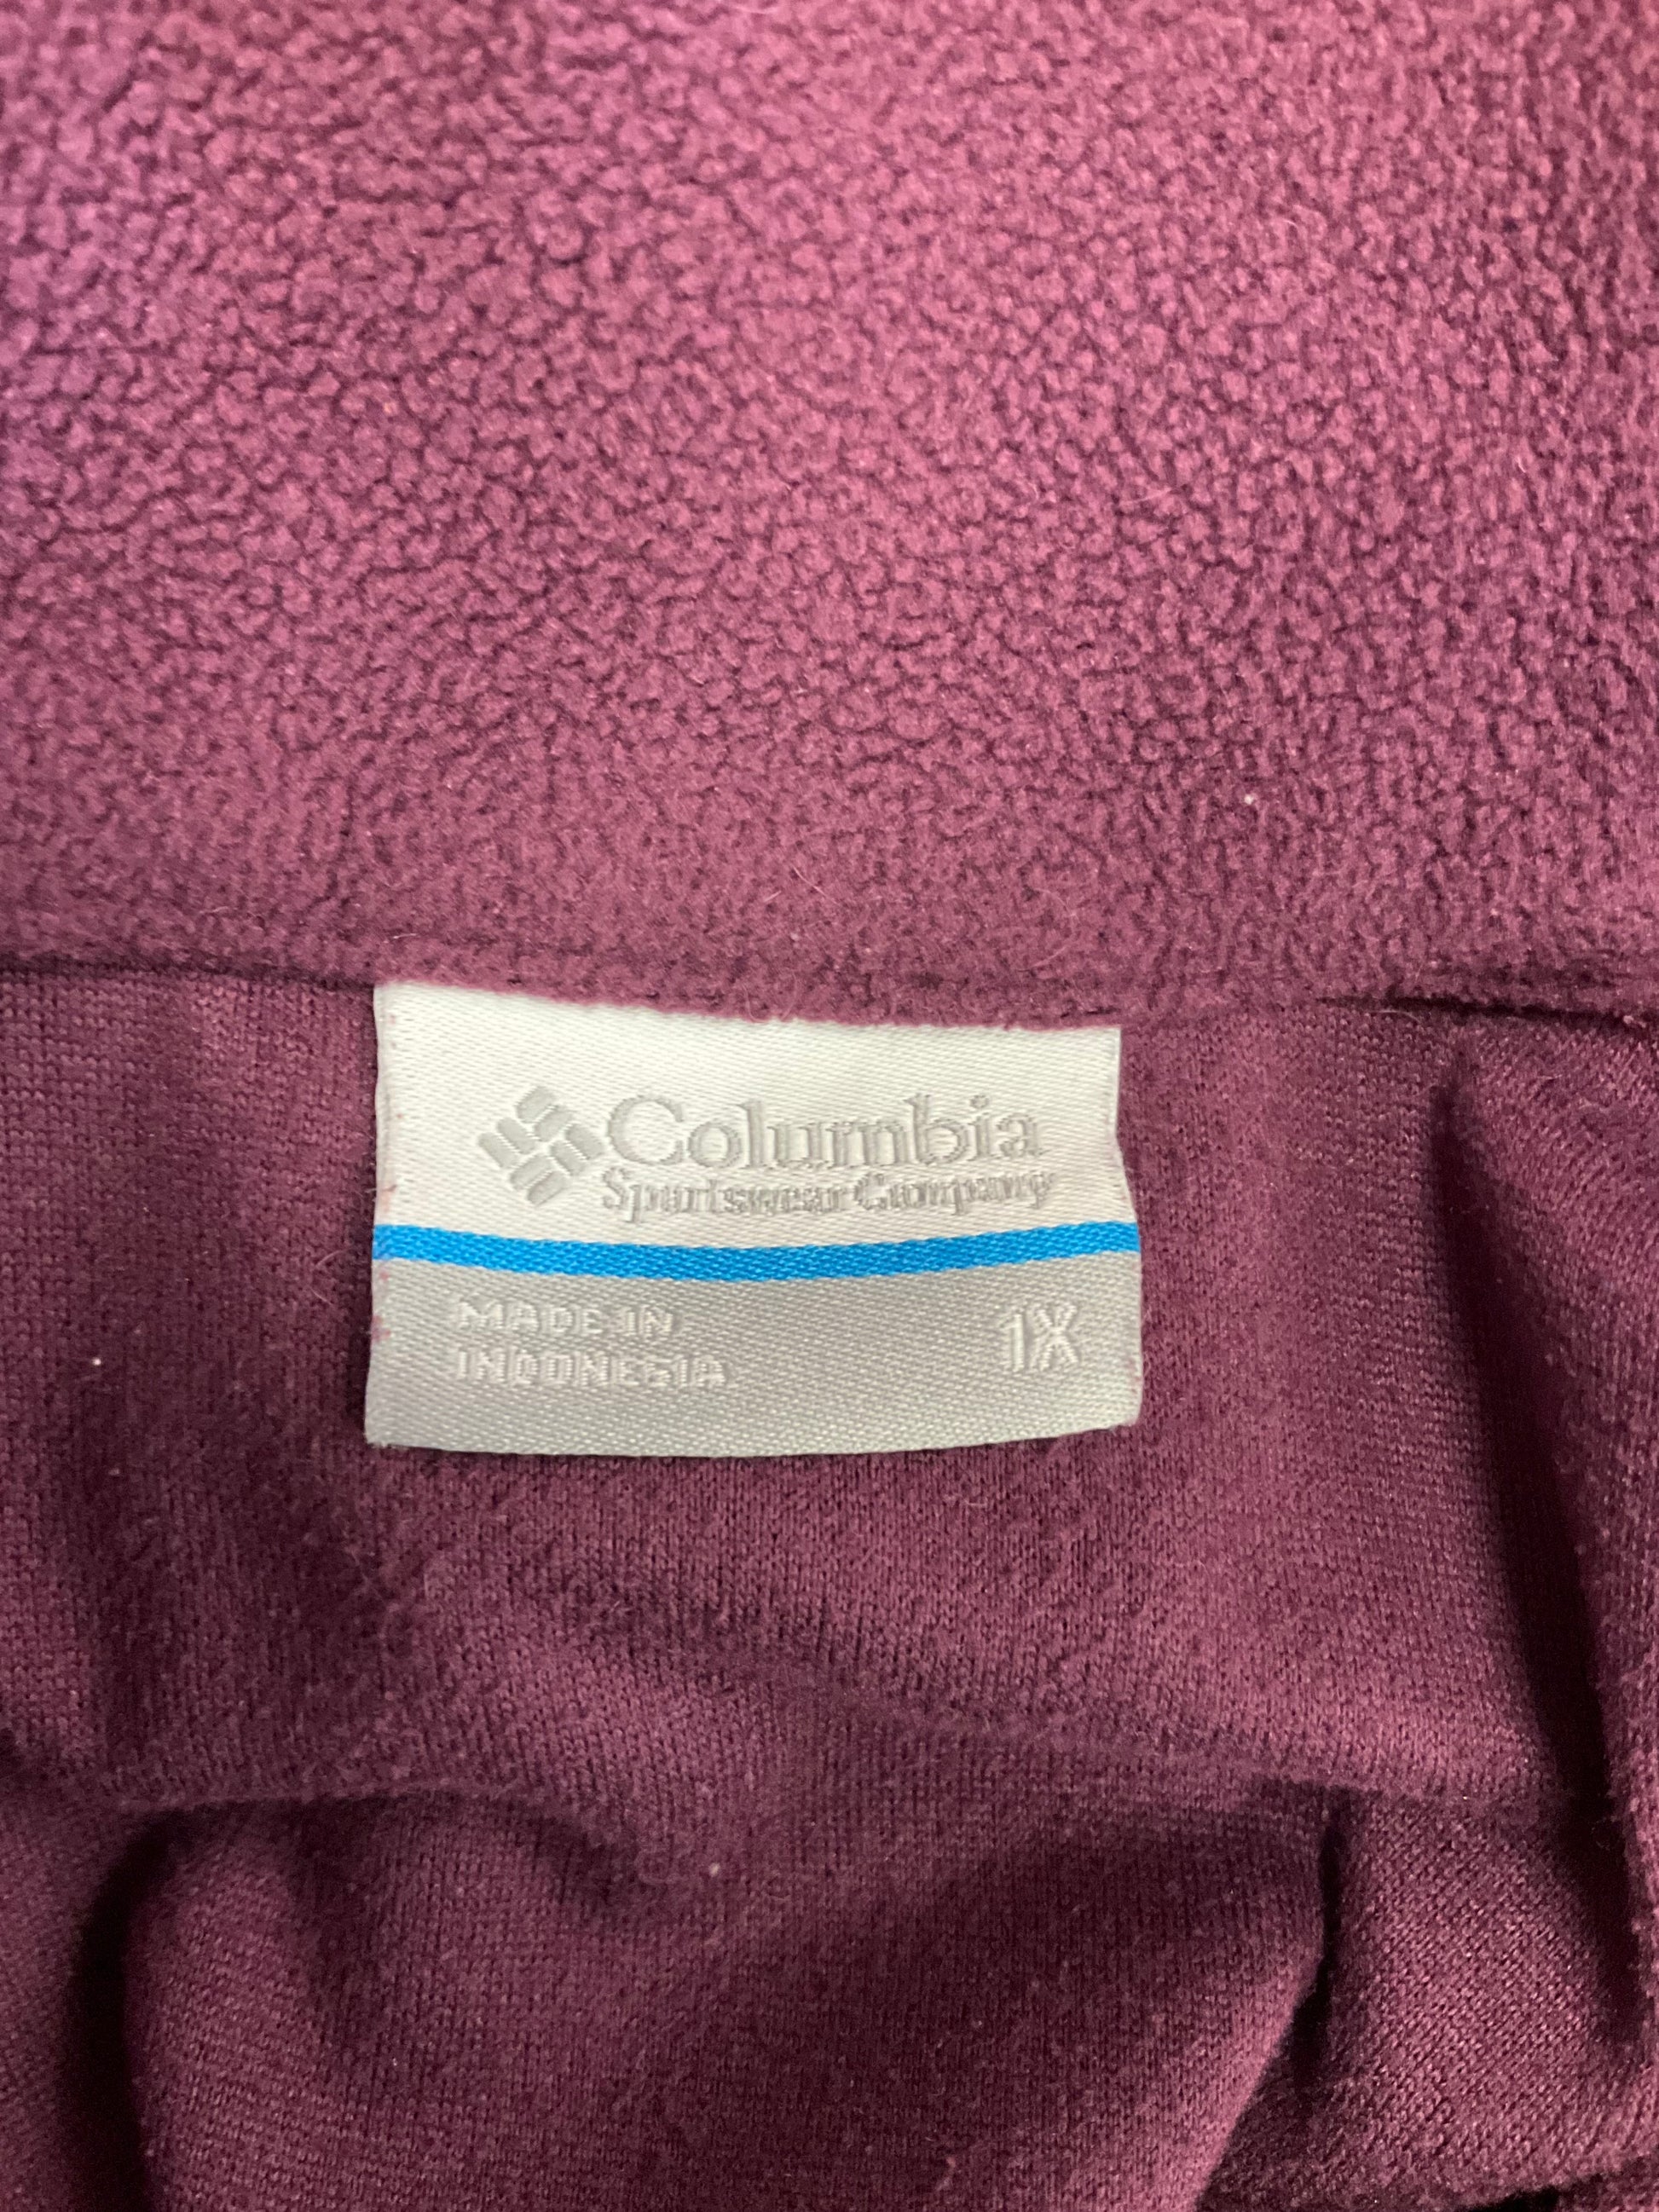 Columbia
Sportswear Company
MADE IN
INDONESIA
1X